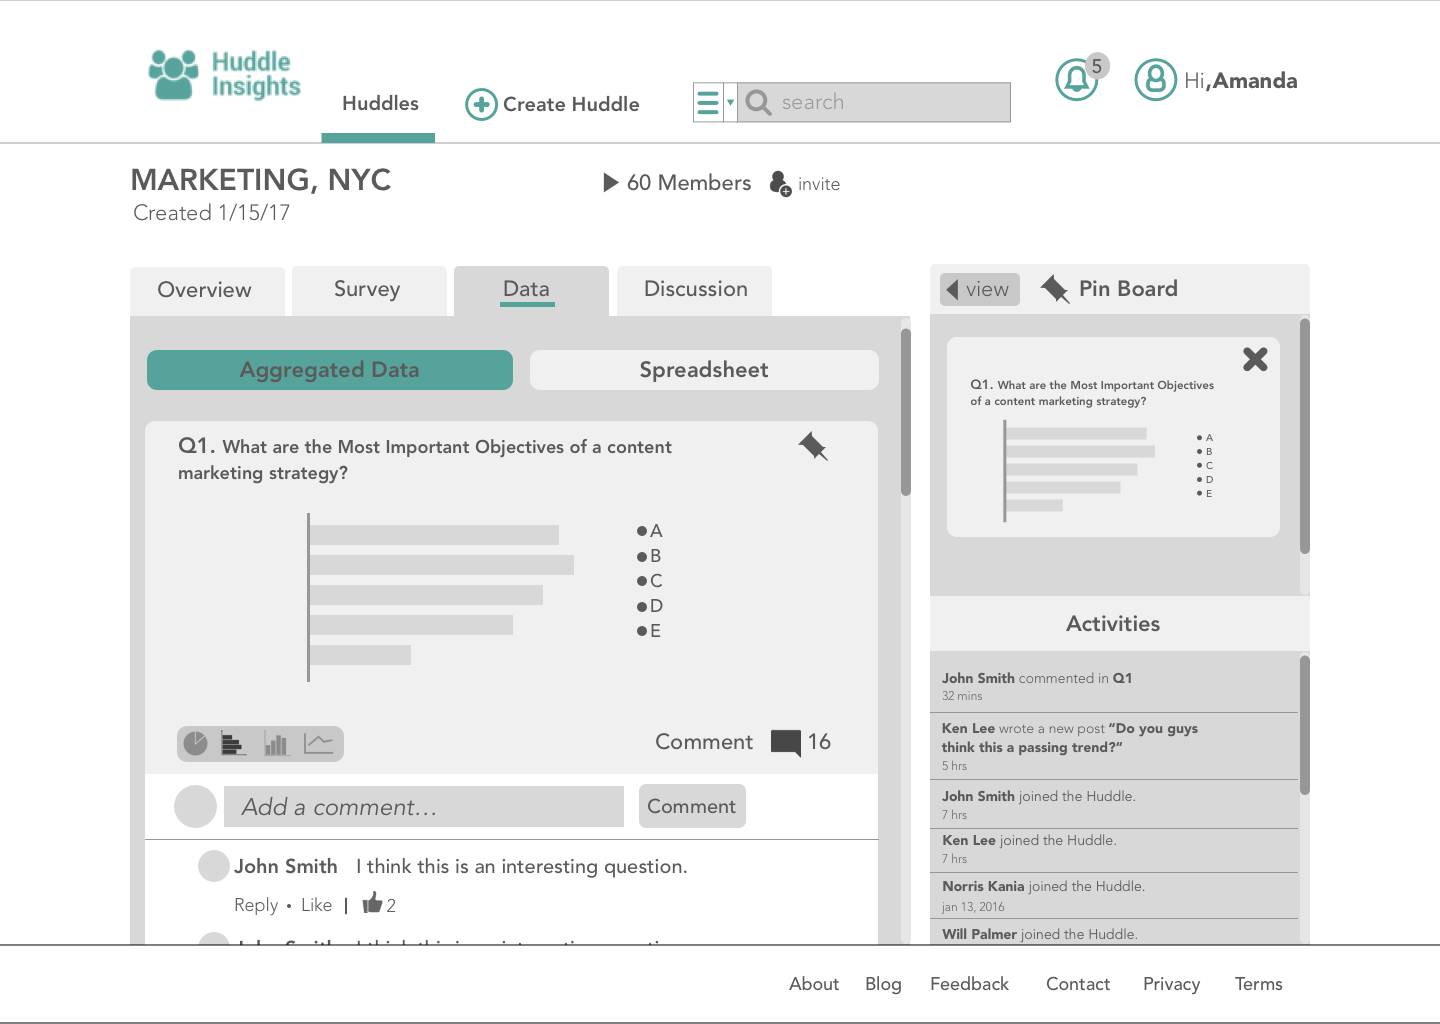 Huddle
Insights
Huddles
Create Huddle
search
5
Hi,Amanda
MARKETING, NYC
Created 1/15/17
60 Members
invite
Overview
Survey
Data
Discussion
view
Pin Board
Aggregated Data
Spreadsheet
Q1. What are the Most Important Objectives of a content
marketing strategy?
A
B
C
D
E
Comment
16
Add a comment...
Comment
John Smith I think this is an interesting question.
Reply • Like | 2
Q1. What are the Most Important Objectives
of a content marketing strategy?
A
B
C
D
E
Activities
John Smith commented in Q1
32 mins
Ken Lee wrote a new post “Do you guys
think this a passing trend?”
5 hrs
John Smith joined the Huddle.
7 hrs
Ken Lee joined the Huddle.
7 hrs
Norris Kania joined the Huddle.
jan 13, 2016
Will Palmer joined the Huddle.
About Blog Feedback Contact Privacy Terms